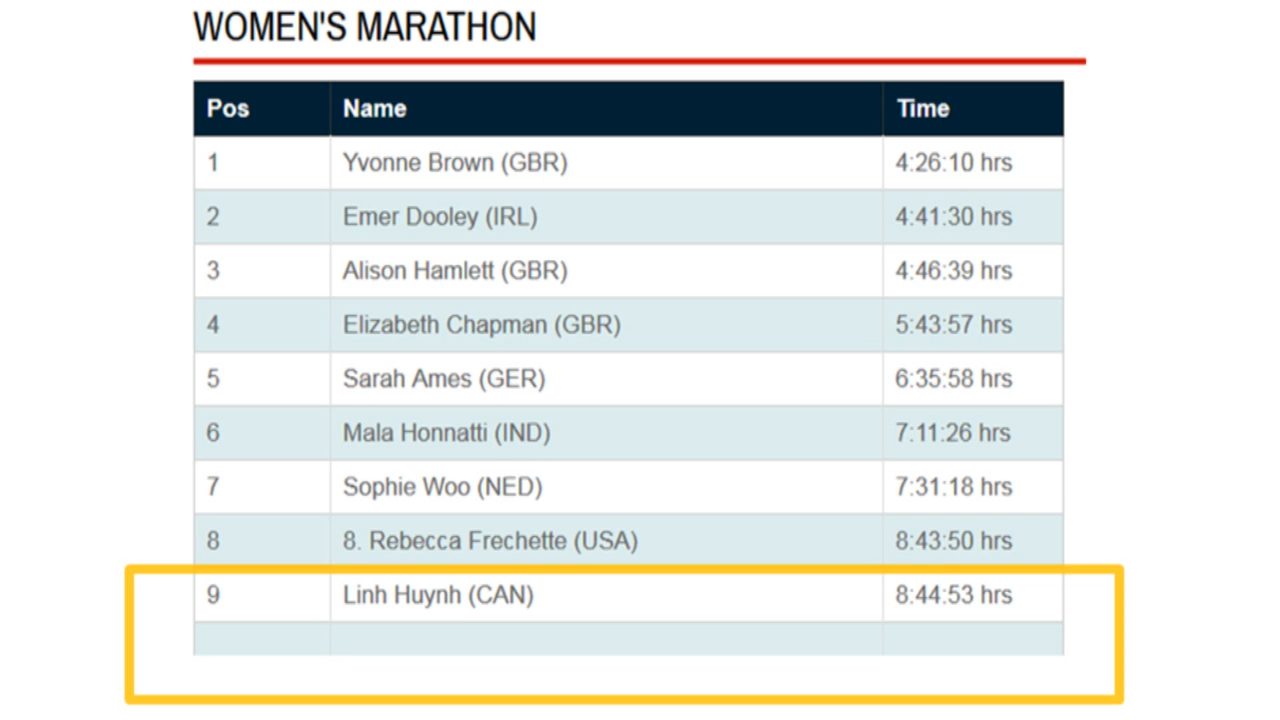 WOMEN'S MARATHON
Pos Name Time
1 Yvonne Brown (GBR) 4:26:10 hrs
2 Emer Dooley (IRL) 4:41:30 hrs
3 Alison Hamlett (GBR) 4:46:39 hrs
4 Elizabeth Chapman (GBR) 5:43:57 hrs
5 Sarah Ames (GER) 6:35:58 hrs
6 Mala Honnatti (IND) 7:11:26 hrs
7 Sophie Woo (NED) 7:31:18 hrs
8 8. Rebecca Frechette (USA) 8:43:50 hrs
9 Linh Huynh (CAN) 8:44:53 hrs